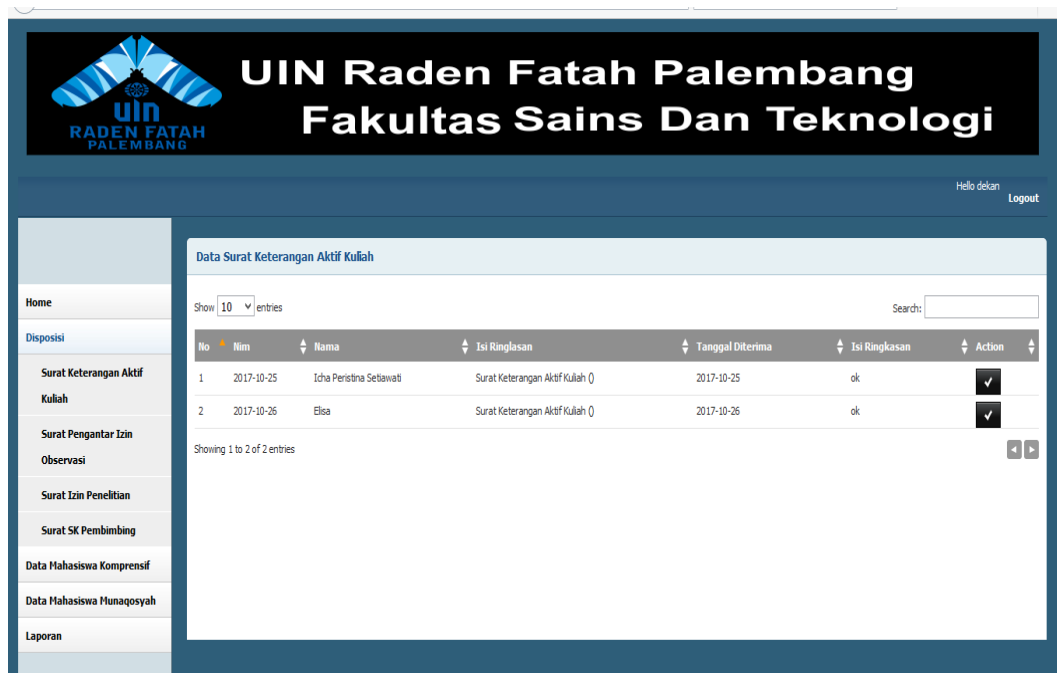 UIN Raden Fatah Palembang
Fakultas Sains Dan Teknologi
uin
RADEN FATAH
PALEMBANG
Hello dekan
Logout
Home
Disposisi
Surat Keterangan Aktif
Kuliah
Surat Pengantar Izin
Observasi
Surat Izin Penelitian
Surat SK Pembimbing
Data Mahasiswa Komprensif
Data Mahasiswa Munaqosyah
Laporan
Data Surat Keterangan Aktif Kuliah
Show 10 entries Search:
No Nim Nama Isi Ringlasan Tanggal Diterima Isi Ringkasan Action
1 2017-10-25 Icha Peristina Setiawati Surat Keterangan Aktif Kuliah () 2017-10-25 ok
2 2017-10-26 Elisa Surat Keterangan Aktif Kuliah () 2017-10-26 ok
Showing 1 to 2 of 2 entries